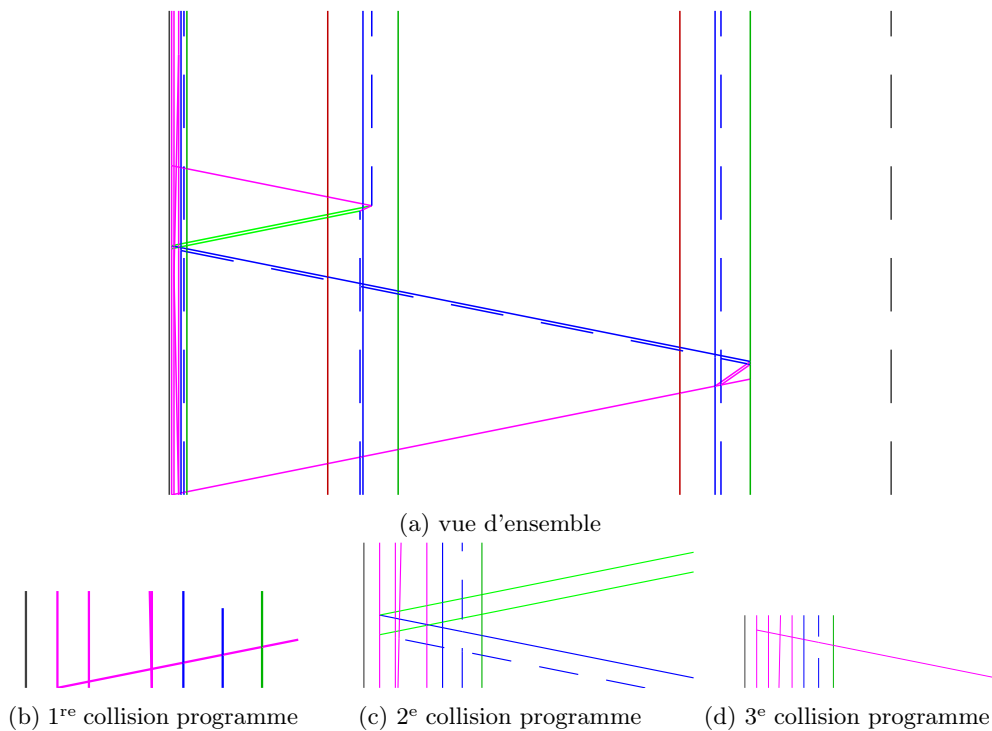 (a) vue d'ensemble
(b) 1re collision programme
(c) 2e collision programme
(d) 3e collision programme